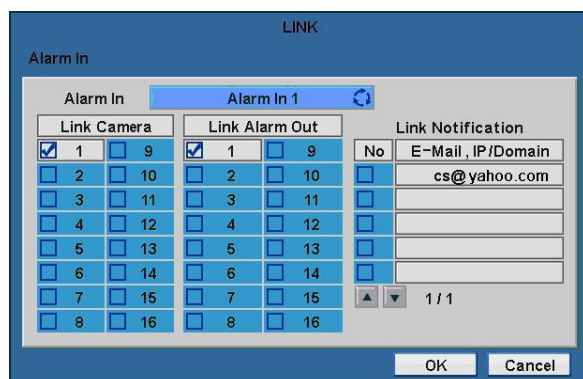 LINK
Alarm In
Alarm In Alarm In 1
Link Camera Link Alarm Out Link Notification
1 9 1 9 No E-Mail , IP/Domain
2 10 2 10 cs@yahoo.com
3 11 3 11
4 12 4 12
5 13 5 13
6 14 6 14
7 15 7 15 1 / 1
8 16 8 16
OK Cancel